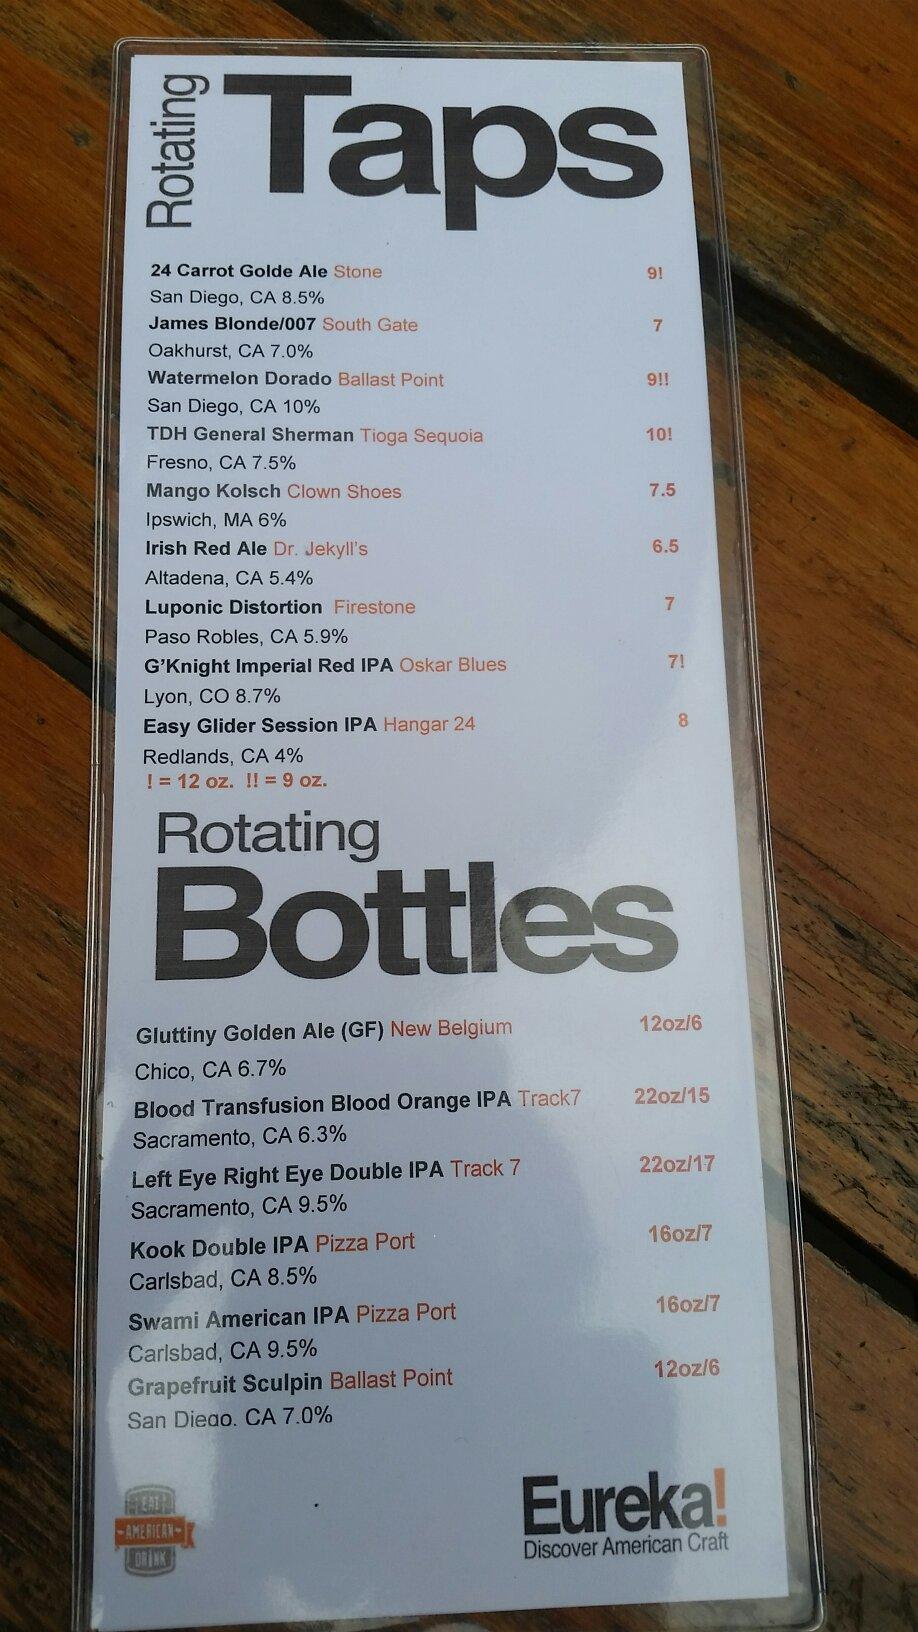 Rotating Taps
24 Carrot Golde Ale Stone 9!
San Diego, CA 8.5%
James Blonde/007 South Gate 7
Oakhurst, CA 7.0%
Watermelon Dorado Ballast Point 9!!
San Diego, CA 10%
TDH General Sherman Tioga Sequoia 10!
Fresno, CA 7.5%
Mango Kolsch Clown Shoes 7.5
Ipswich, MA 6%
Irish Red Ale Dr. Jekyll's 6.5
Altadena, CA 5.4%
Luponic Distortion Firestone 7
Paso Robles, CA 5.9%
G'Knight Imperial Red IPA Oskar Blues 7!
Lyon, CO 8.7%
Easy Glider Session IPA Hangar 24 8
Redlands, CA 4%
! = 12 oz. !! = 9 oz.
Rotating
Bottles
Gluttiny Golden Ale (GF) New Belgium 12oz/6
Chico, CA 6.7%
Blood Transfusion Blood Orange IPA Track7 22oz/15
Sacramento, CA 6.3%
Left Eye Right Eye Double IPA Track 7 22oz/17
Sacramento, CA 9.5%
Kook Double IPA Pizza Port 16oz/7
Carlsbad, CA 8.5%
Swami American IPA Pizza Port 16oz/7
Carlsbad, CA 9.5%
Grapefruit Sculpin Ballast Point 12oz/6
San Diego, CA 7.0%
EAT
AMERICAN
DRINK
Eureka!
Discover American Craft